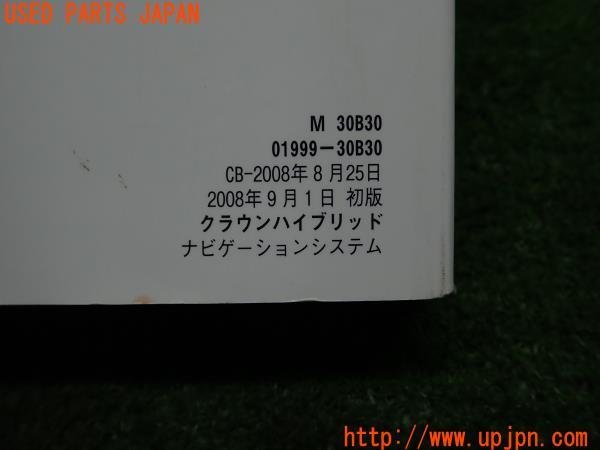 USED PARTS JAPAN
M 30B30
01999-30B30
CB-2008年8月25日
2008年9月1日 初版
クラウンハイブリッド
ナビゲーションシステム
http://www.upjpn.com/